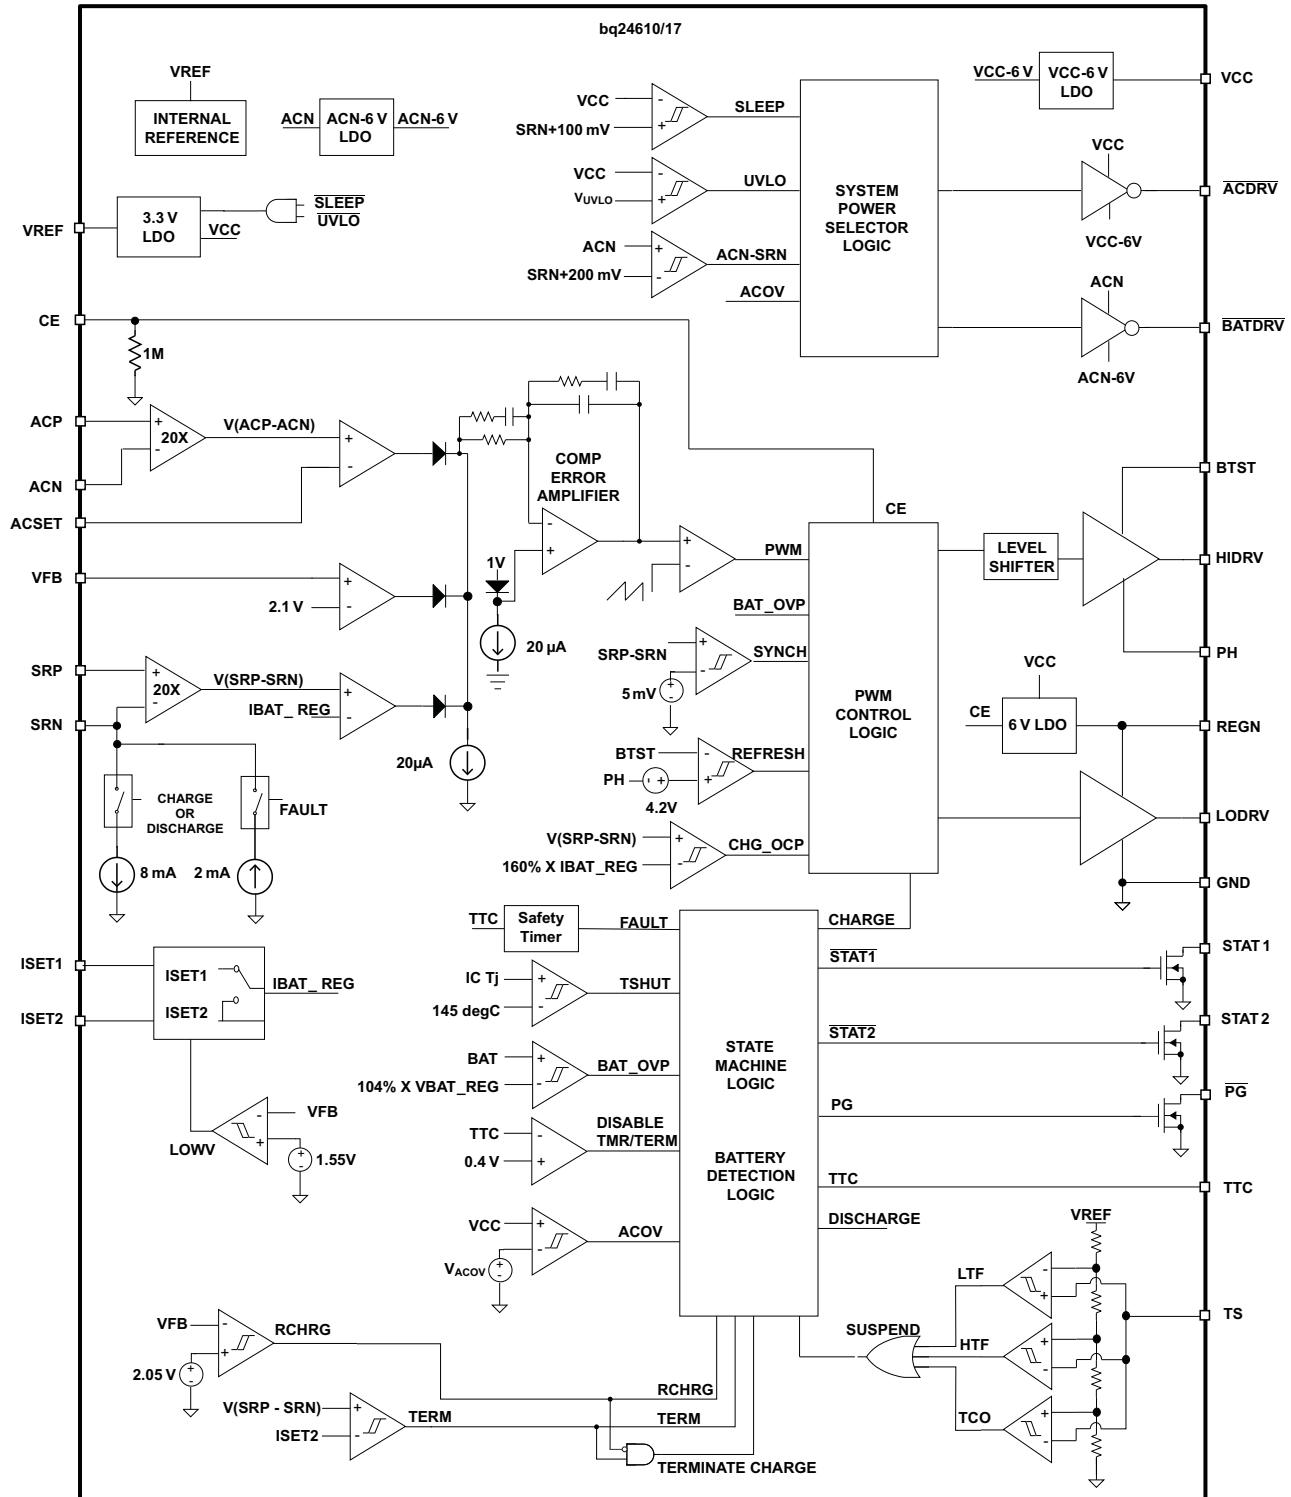 bq24610/17
VREF
INTERNAL
REFERENCE
ACN
ACN-6 V
LDO
ACN-6 V
VCC
SRN+100 mV
SLEEP
VCC
VUVLO
UVLO
ACN
SRN+200 mV
ACN-SRN
ACOV
SYSTEM
POWER
SELECTOR
LOGIC
VCC-6 V
VCC-6 V
LDO
VCC
VCC
ACDRV
VCC-6V
ACN
BATDRV
ACN-6V
VREF
3.3 V
LDO
VCC
SLEEP
UVLO
CE
1M
ACP
20X
V(ACP-ACN)
ACN
ACSET
COMP
ERROR
AMPLIFIER
VFB
2.1 V
1V
20 µA
SRP
20X
V(SRP-SRN)
IBAT_ REG
SRN
20µA
CHARGE
OR
DISCHARGE
FAULT
8 mA
2 mA
CE
PWM
BAT_OVP
SRP-SRN
SYNCH
5 mV
BTST
PH
REFRESH
4.2V
V(SRP-SRN)
160% X IBAT_REG
CHG_OCP
PWM
CONTROL
LOGIC
LEVEL
SHIFTER
BTST
HIDRV
PH
VCC
CE
6 V LDO
REGN
LODRV
GND
TTC
Safety
Timer
FAULT
CHARGE
ISET1
ISET2
ISET1
ISET2
IBAT_ REG
IC Tj
145 degC
TSHUT
STAT1
STAT 1
STAT2
STAT 2
STATE
MACHINE
LOGIC
BAT
104% X VBAT_REG
BAT_OVP
PG
PG
LOWV
VFB
1.55V
TTC
0.4 V
DISABLE
TMR/TERM
BATTERY
DETECTION
LOGIC
TTC
TTC
DISCHARGE
VCC
VACOV
ACOV
VREF
LTF
HTF
TCO
TS
SUSPEND
VFB
2.05 V
RCHRG
RCHRG
V(SRP - SRN)
ISET2
TERM
TERM
TERMINATE CHARGE